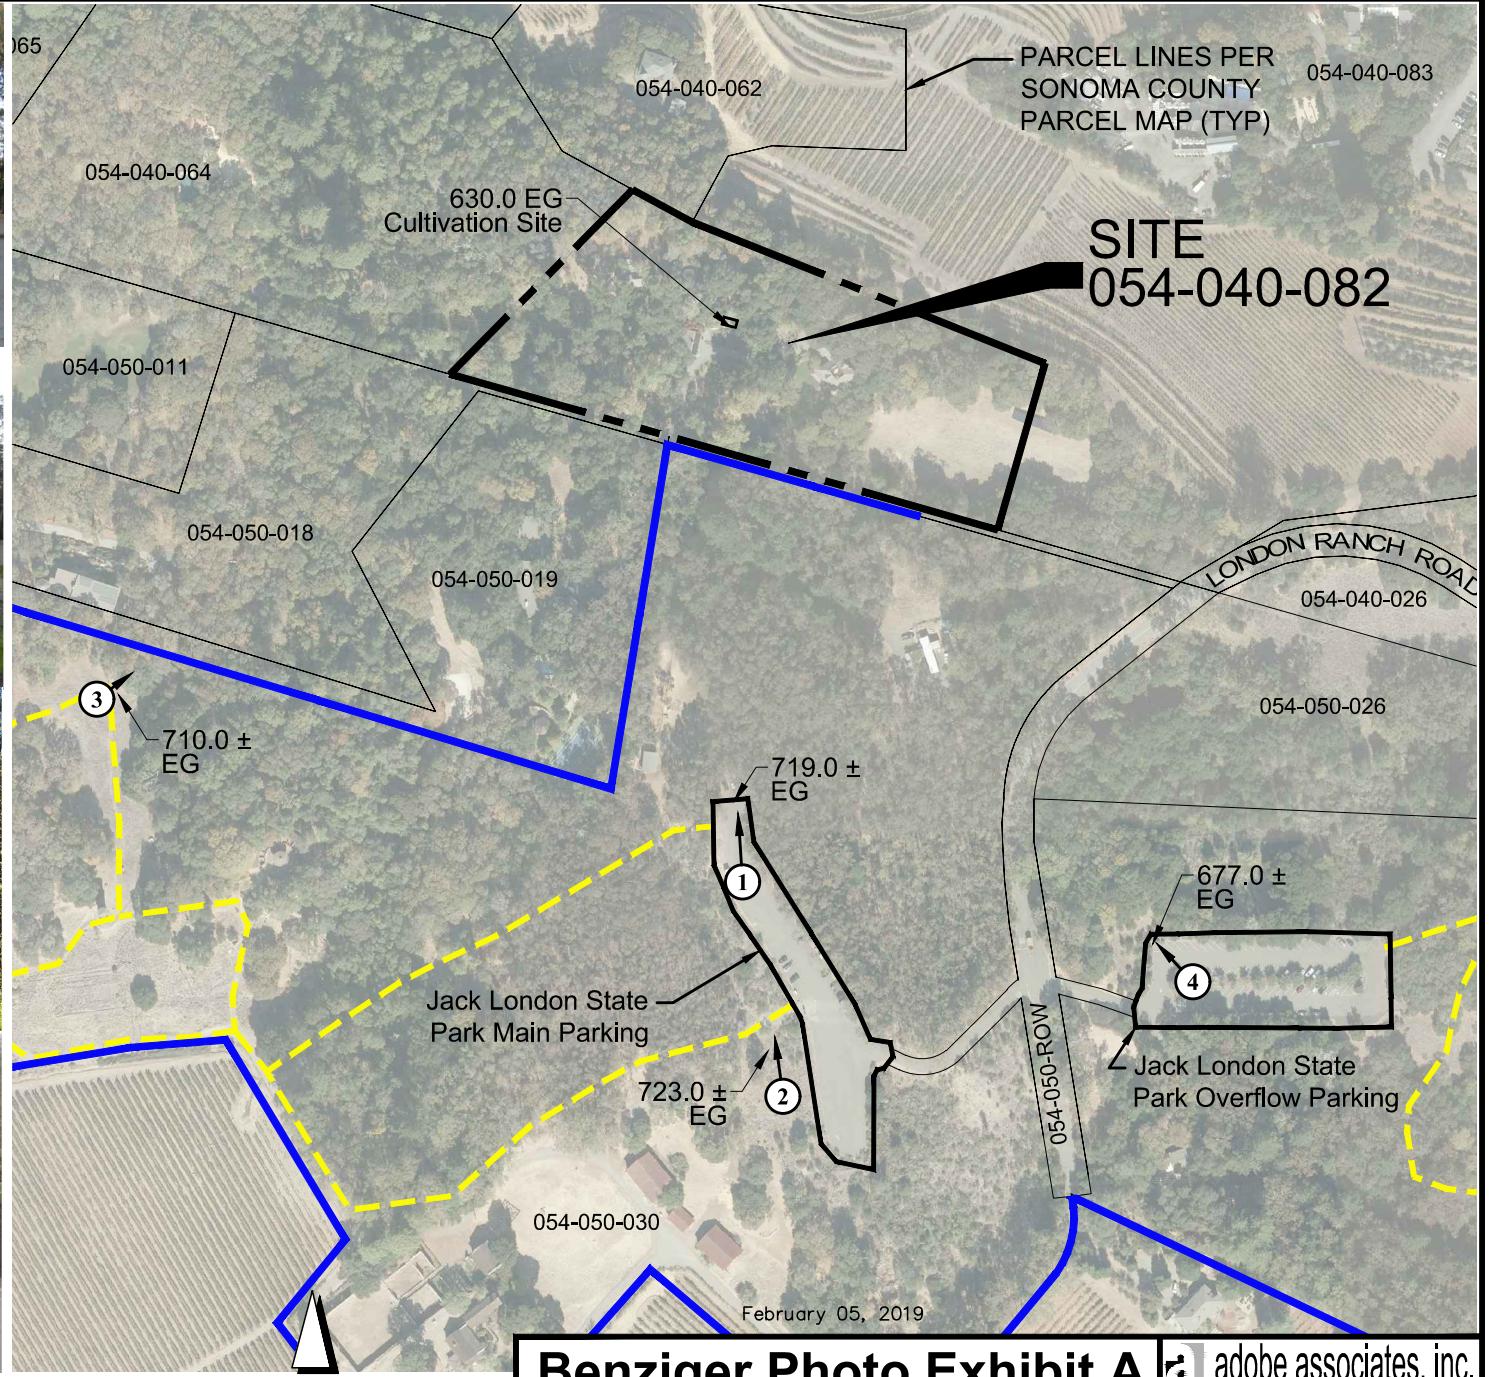 065
054-040-062
PARCEL LINES PER
SONOMA COUNTY
PARCEL MAP (TYP)
054-040-083
054-040-064
630.0 EG
Cultivation Site
SITE
054-040-082
054-050-011
054-050-018
054-050-019
LONDON RANCH ROAD
054-040-026
054-050-026
3
710.0 ±
EG
719.0 ±
EG
1
677.0 ±
EG
4
Jack London State
Park Main Parking
054-050-ROW
Jack London State
Park Overflow Parking
723.0 ±
EG
2
054-050-030
February 05, 2019
Benziger Photo Exhibit A
adobe associates, inc.